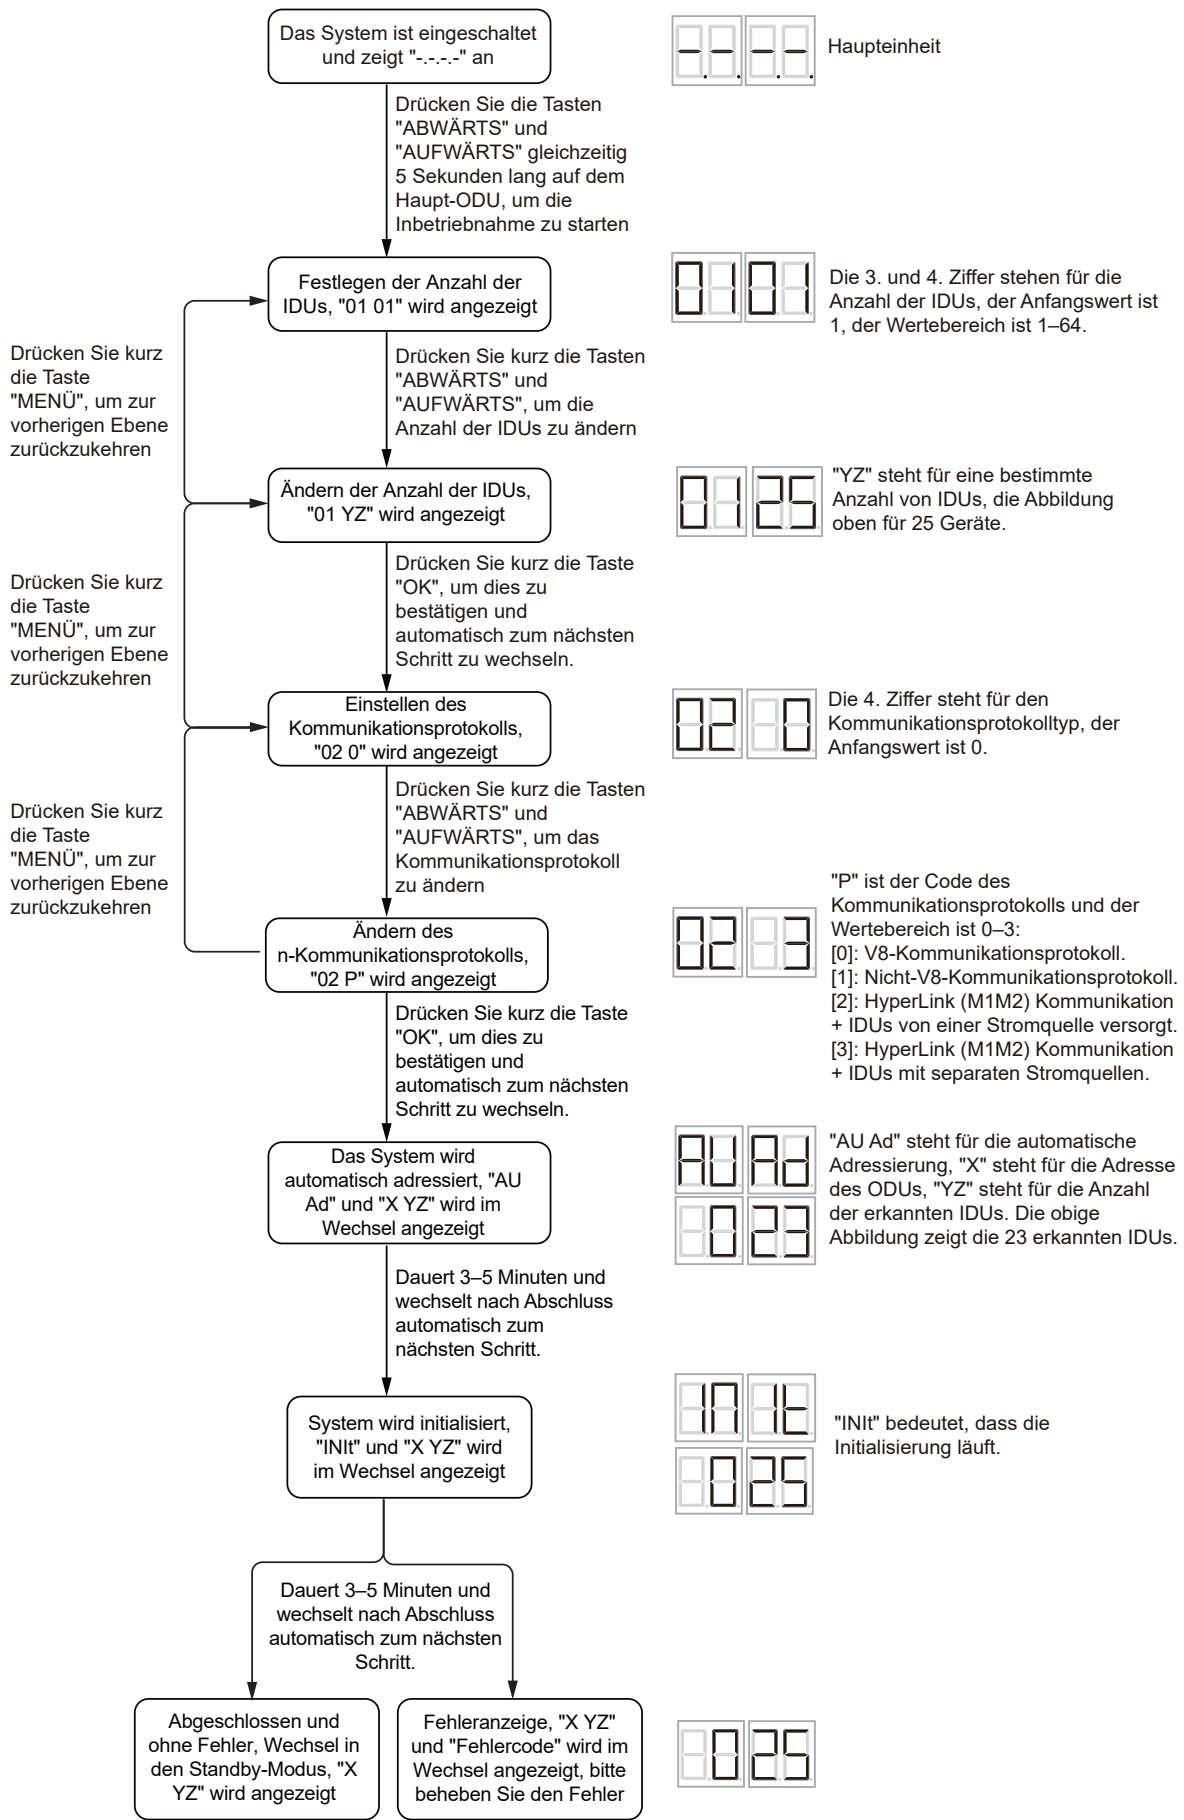 Das System ist eingeschaltet
und zeigt "-.-.-.-" an
-.-.-.-.
Haupteinheit
Drücken Sie die Tasten
"ABWÄRTS" und
"AUFWÄRTS" gleichzeitig
5 Sekunden lang auf dem
Haupt-ODU, um die
Inbetriebnahme zu starten
Festlegen der Anzahl der
IDUs, "01 01" wird angezeigt
01 01
Die 3. und 4. Ziffer stehen für die
Anzahl der IDUs, der Anfangswert ist
1, der Wertebereich ist 1–64.
Drücken Sie kurz
die Taste
"MENÜ", um zur
vorherigen Ebene
zurückzukehren
Drücken Sie kurz die Tasten
"ABWÄRTS" und
"AUFWÄRTS", um die
Anzahl der IDUs zu ändern
Ändern der Anzahl der IDUs,
"01 YZ" wird angezeigt
01 25
"YZ" steht für eine bestimmte
Anzahl von IDUs, die Abbildung
oben für 25 Geräte.
Drücken Sie kurz
die Taste
"MENÜ", um zur
vorherigen Ebene
zurückzukehren
Drücken Sie kurz die Taste
"OK", um dies zu
bestätigen und
automatisch zum nächsten
Schritt zu wechseln.
Einstellen des
Kommunikationsprotokolls,
"02 0" wird angezeigt
02 0
Die 4. Ziffer steht für den
Kommunikationsprotokolltyp, der
Anfangswert ist 0.
Drücken Sie kurz
die Taste
"MENÜ", um zur
vorherigen Ebene
zurückzukehren
Drücken Sie kurz die Tasten
"ABWÄRTS" und
"AUFWÄRTS", um das
Kommunikationsprotokoll
zu ändern
Ändern des
n-Kommunikationsprotokolls,
"02 P" wird angezeigt
02 3
"P" ist der Code des
Kommunikationsprotokolls und der
Wertebereich ist 0–3:
[0]: V8-Kommunikationsprotokoll.
[1]: Nicht-V8-Kommunikationsprotokoll.
[2]: HyperLink (M1M2) Kommunikation
+ IDUs von einer Stromquelle versorgt.
[3]: HyperLink (M1M2) Kommunikation
+ IDUs mit separaten Stromquellen.
Drücken Sie kurz die Taste
"OK", um dies zu
bestätigen und
automatisch zum nächsten
Schritt zu wechseln.
Das System wird
automatisch adressiert, "AU
Ad" und "X YZ" wird im
Wechsel angezeigt
AU Ad
0 23
"AU Ad" steht für die automatische
Adressierung, "X" steht für die Adresse
des ODUs, "YZ" steht für die Anzahl
der erkannten IDUs. Die obige
Abbildung zeigt die 23 erkannten IDUs.
Dauert 3–5 Minuten und
wechselt nach Abschluss
automatisch zum
nächsten Schritt.
System wird initialisiert,
"INIt" und "X YZ" wird
im Wechsel angezeigt
INIt
0 25
"INIt" bedeutet, dass die
Initialisierung läuft.
Dauert 3–5 Minuten und
wechselt nach Abschluss
automatisch zum nächsten
Schritt.
Abgeschlossen und
ohne Fehler, Wechsel in
den Standby-Modus, "X
YZ" wird angezeigt
Fehleranzeige, "X YZ"
und "Fehlercode" wird im
Wechsel angezeigt, bitte
beheben Sie den Fehler
0 25